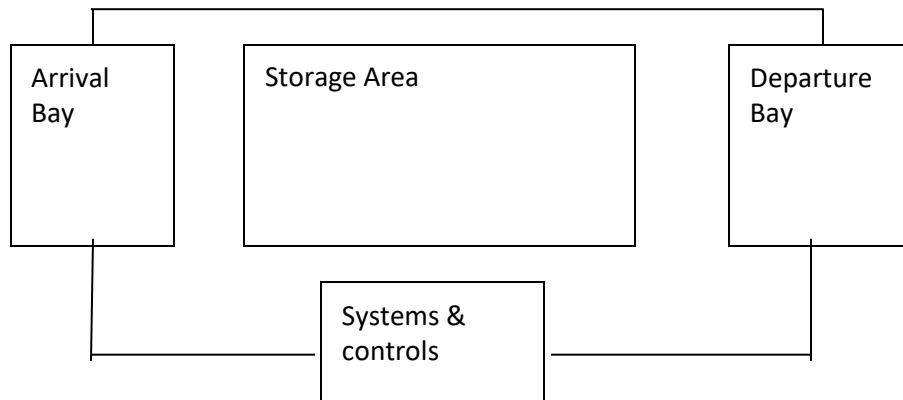 Arrival
Bay
Storage Area
Departure
Bay
Systems &
controls